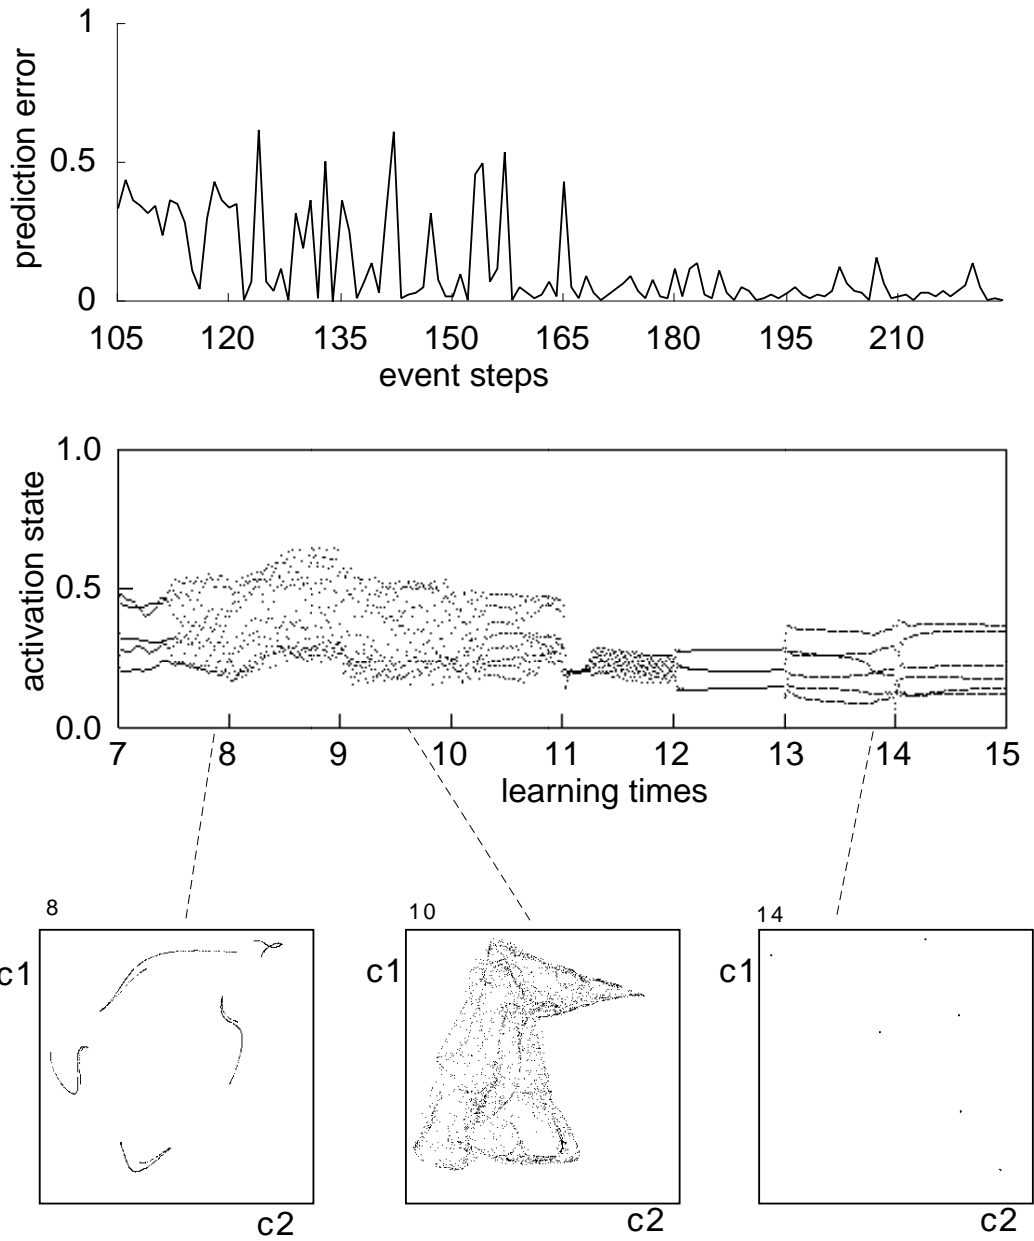 1
0.5
0
prediction error
105 120 135 150 165 180 195 210
event steps
1.0
0.5
0.0
activation state
7 8 9 10 11 12 13 14 15
learning times
8
10
14
c1
c1
c1
c2
c2
c2